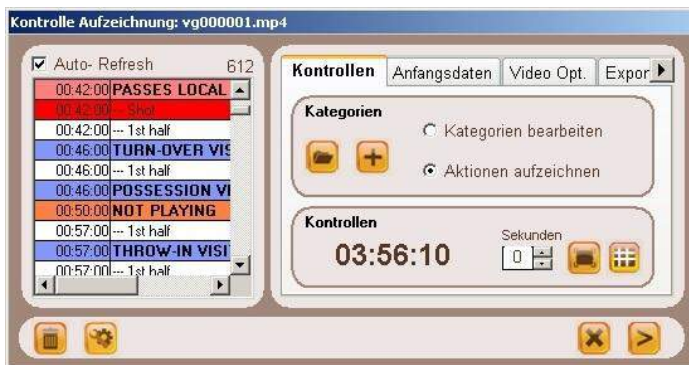 Kontrolle Aufzeichnung: vg000001.mp4
Auto- Refresh 612
00:42:00 PASSES LOCAL
00:42:00 --- Shot
00:42:00 --- 1st half
00:46:00 TURN-OVER VIS
00:46:00 --- 1st half
00:46:00 POSSESSION VI
00:50:00 NOT PLAYING
00:57:00 --- 1st half
00:57:00 THROW-IN VISI
00:57:00 --- 1st half
Kontrollen Anfangsdaten Video Opt. Expor
Kategorien
Kategorien bearbeiten
Aktionen aufzeichnen
Kontrollen
Sekunden
03:56:10 0